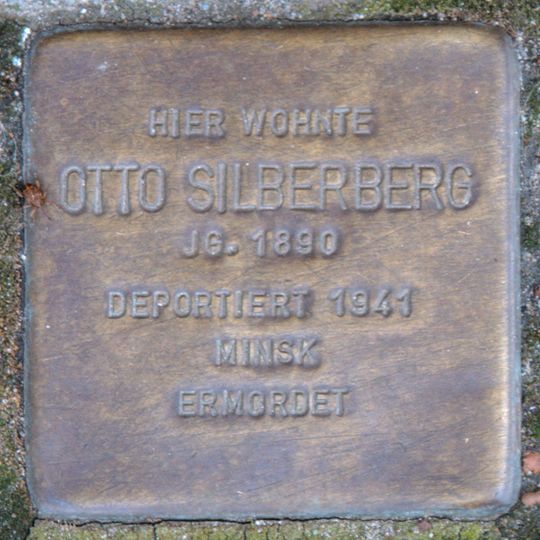 HIER WOHNTE
OTTO SILBERBERG
JG. 1890
DEPORTIERT 1941
MINSK
ERMORDET